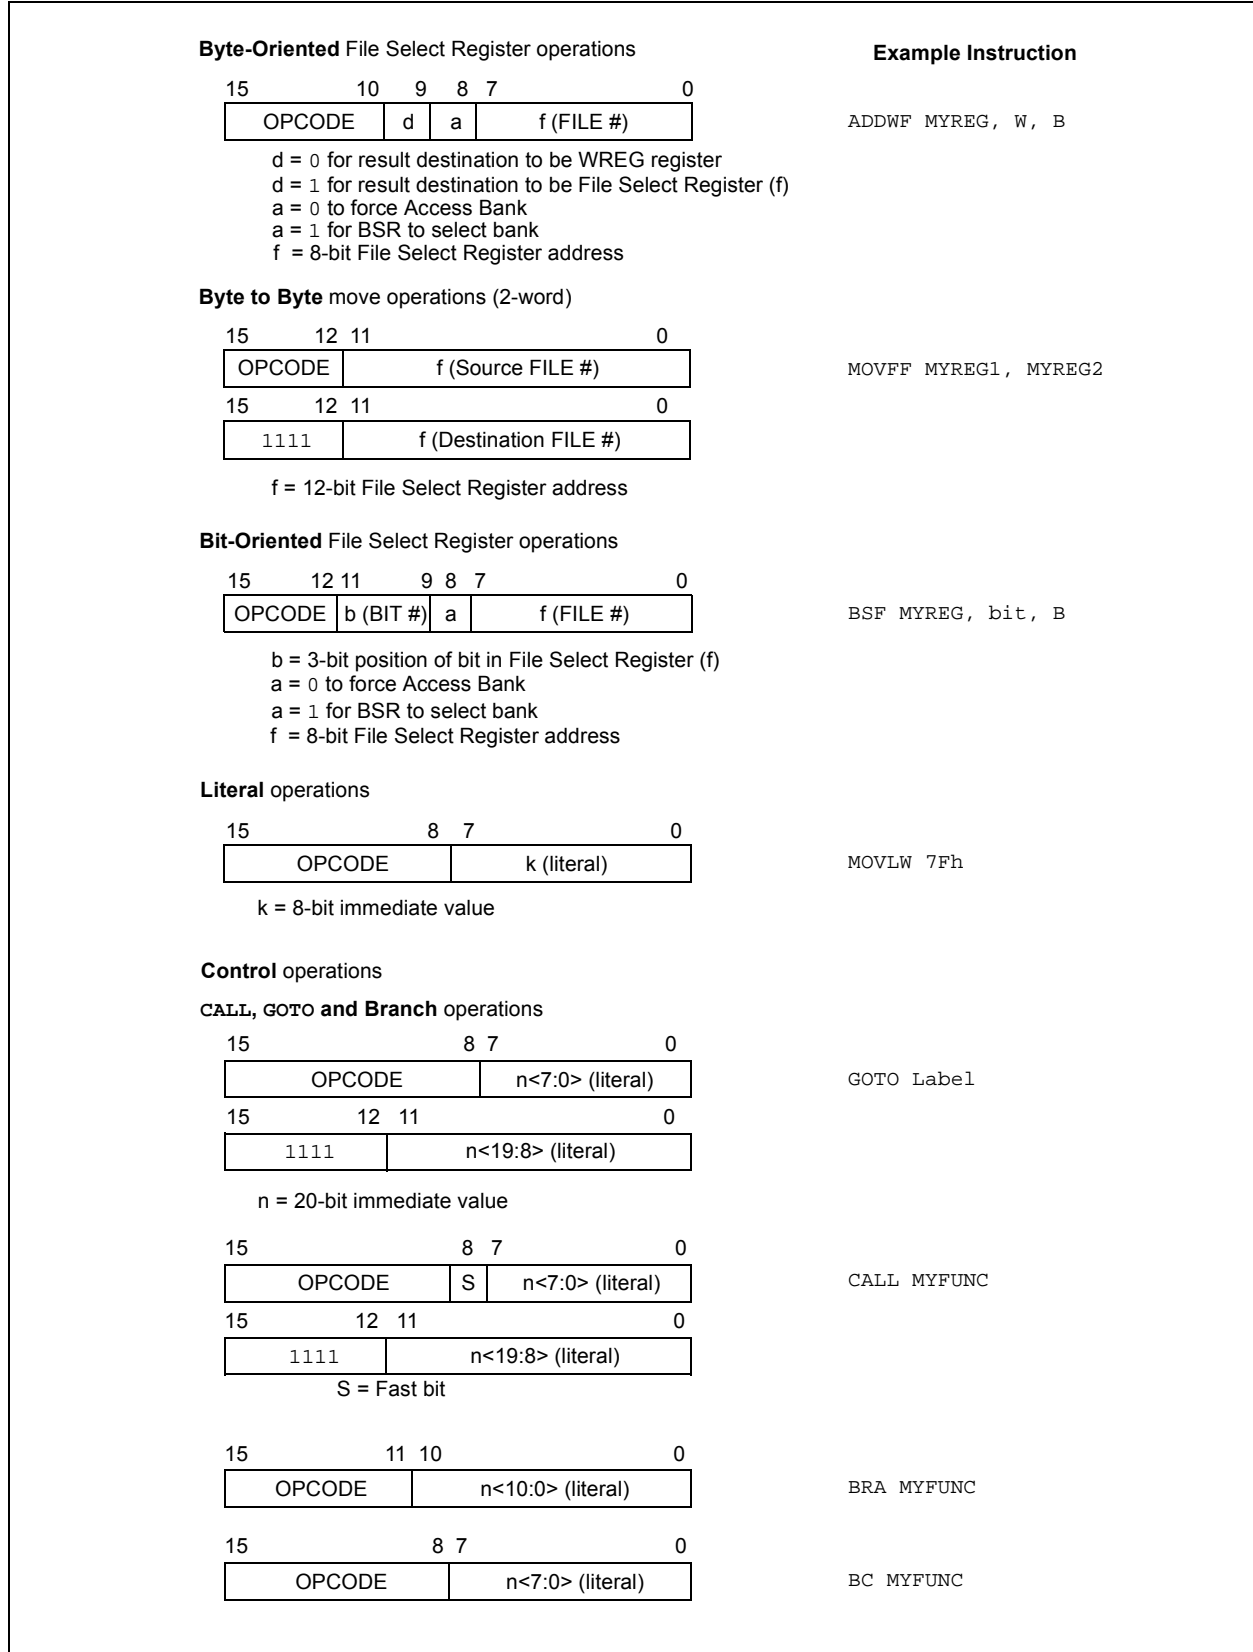 Byte-Oriented File Select Register operations Example Instruction
15 10 9 8 7 0
OPCODE d a f (FILE #) ADDWF MYREG, W, B
d = 0 for result destination to be WREG register
d = 1 for result destination to be File Select Register (f)
a = 0 to force Access Bank
a = 1 for BSR to select bank
f = 8-bit File Select Register address
Byte to Byte move operations (2-word)
15 12 11 0
OPCODE f (Source FILE #) MOVFF MYREG1, MYREG2
15 12 11 0
1111 f (Destination FILE #)
f = 12-bit File Select Register address
Bit-Oriented File Select Register operations
15 12 11 9 8 7 0
OPCODE b (BIT #) a f (FILE #) BSF MYREG, bit, B
b = 3-bit position of bit in File Select Register (f)
a = 0 to force Access Bank
a = 1 for BSR to select bank
f = 8-bit File Select Register address
Literal operations
15 8 7 0
OPCODE k (literal) MOVLW 7Fh
k = 8-bit immediate value
Control operations
CALL, GOTO and Branch operations
15 8 7 0
OPCODE n<7:0> (literal) GOTO Label
15 12 11 0
1111 n<19:8> (literal)
n = 20-bit immediate value
15 8 7 0
OPCODE S n<7:0> (literal) CALL MYFUNC
15 12 11 0
1111 n<19:8> (literal)
S = Fast bit
15 11 10 0
OPCODE n<10:0> (literal) BRA MYFUNC
15 8 7 0
OPCODE n<7:0> (literal) BC MYFUNC